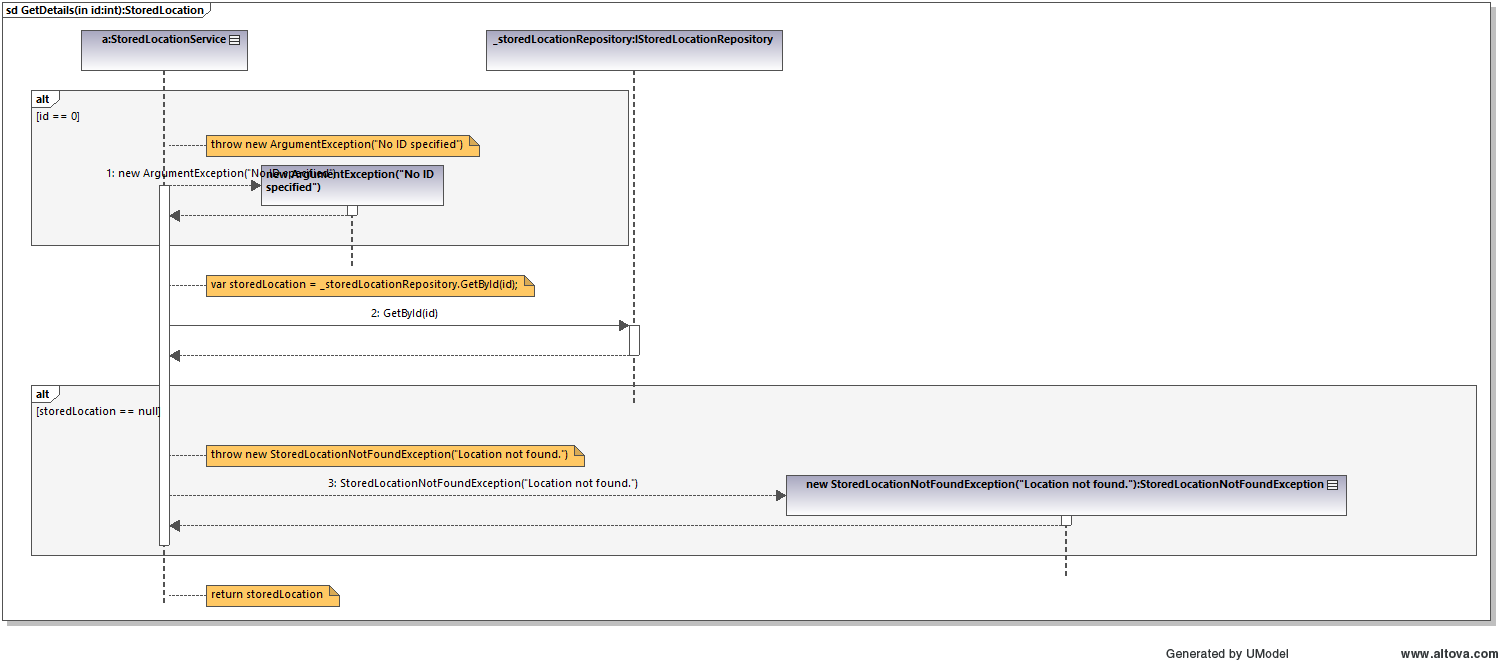 sd GetDetails(in id:int):StoredLocation
a:StoredLocationService
_storedLocationRepository:IStoredLocationRepository
alt
[id == 0]
throw new ArgumentException("No ID specified")
1: new ArgumentException("No ID specified")
new ArgumentException("No ID
specified")
var storedLocation = _storedLocationRepository.GetById(id);
2: GetById(id)
alt
[storedLocation == null]
throw new StoredLocationNotFoundException("Location not found.")
3: StoredLocationNotFoundException("Location not found.")
new StoredLocationNotFoundException("Location not found."):StoredLocationNotFoundException
return storedLocation
Generated by UModel
www.altova.com